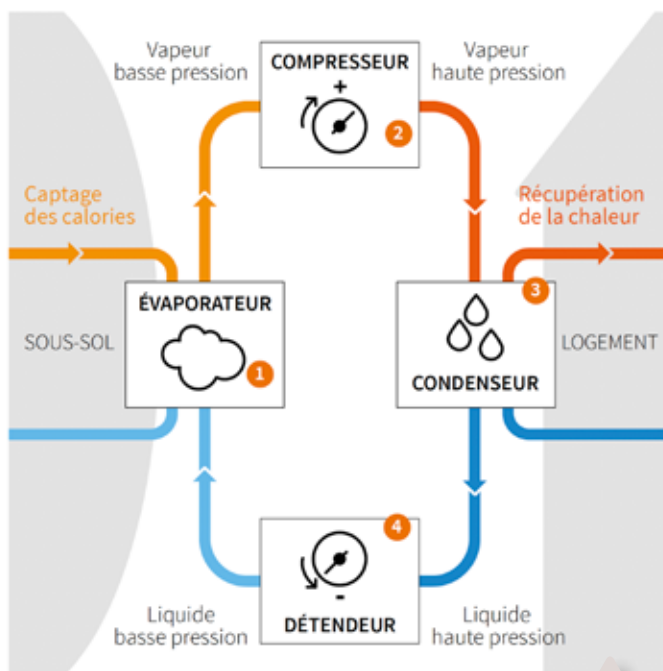 Vapeur
basse pression
COMPRESSEUR
+
2
Vapeur
haute pression
Captage
des calories
Récupération
de la chaleur
ÉVAPORATEUR
1
SOUS-SOL
3
CONDENSEUR
LOGEMENT
4
-
DÉTENDEUR
Liquide
basse pression
Liquide
haute pression